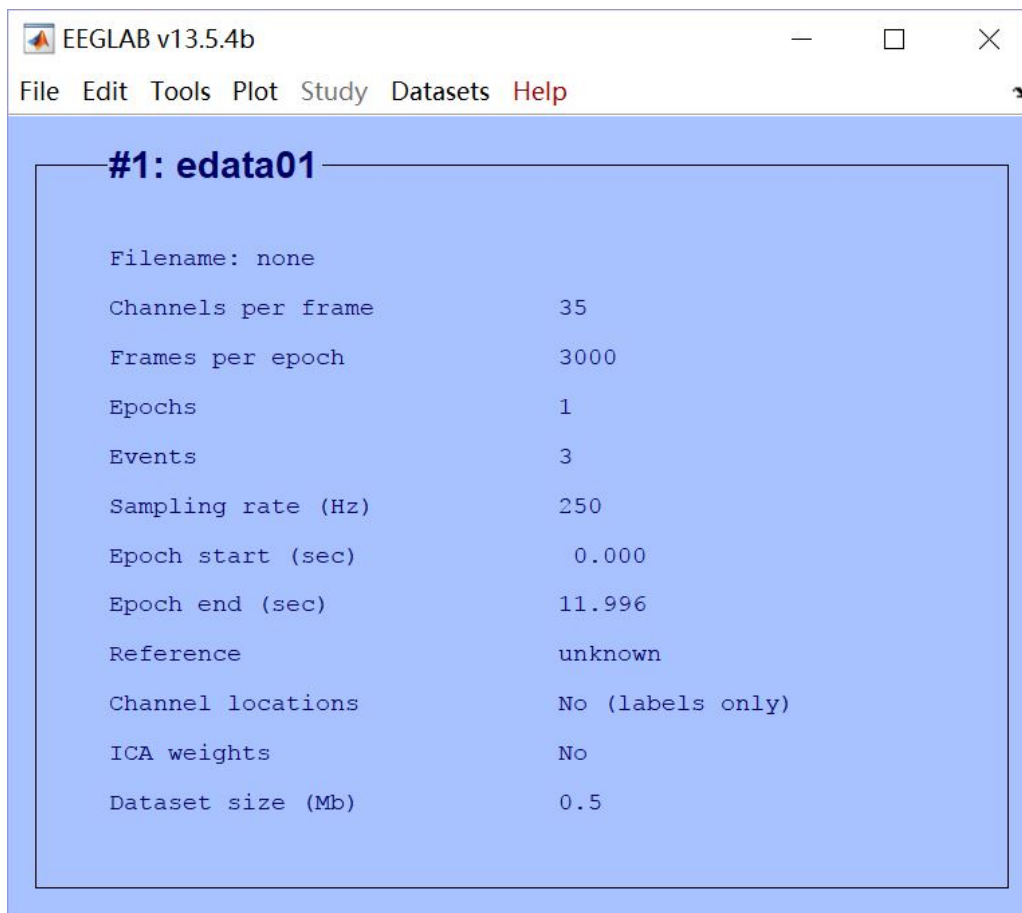 EEGLAB v13.5.4b
File Edit Tools Plot Study Datasets Help
#1: edata01
Filename: none
Channels per frame 35
Frames per epoch 3000
Epochs 1
Events 3
Sampling rate (Hz) 250
Epoch start (sec) 0.000
Epoch end (sec) 11.996
Reference unknown
Channel locations No (labels only)
ICA weights No
Dataset size (Mb) 0.5